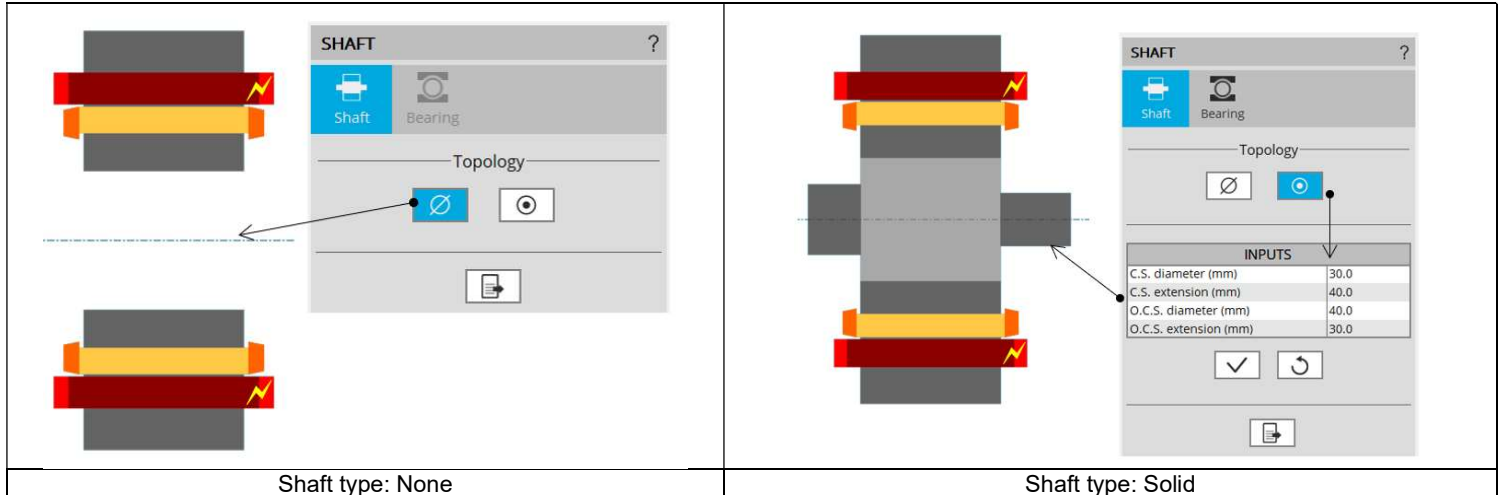 SHAFT ?
Shaft Bearing
Topology
Shaft type: None
SHAFT ?
Shaft Bearing
Topology
INPUTS
C.S. diameter (mm) 30.0
C.S. extension (mm) 40.0
O.C.S. diameter (mm) 40.0
O.C.S. extension (mm) 30.0
Shaft type: Solid